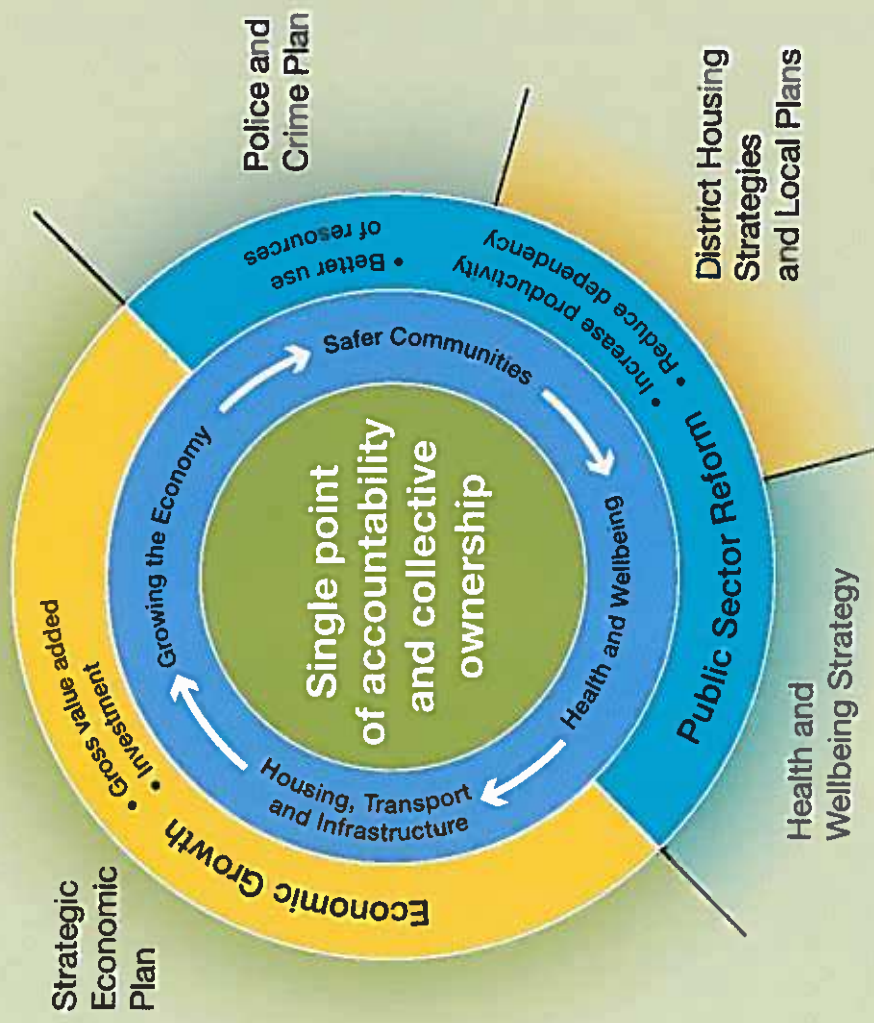 Strategic
Economic
Plan
Police and
Crime Plan
District Housing
Strategies
and Local Plans
Health and
Wellbeing Strategy
Economic Growth
• Gross value added
• Investment
Public Sector Reform
• Better use
of resources
• Increase productivity
• Reduce dependency
Growing the Economy
Safer Communities
Health and Wellbeing
Housing, Transport
and Infrastructure
Single point
of accountability
and collective
ownership